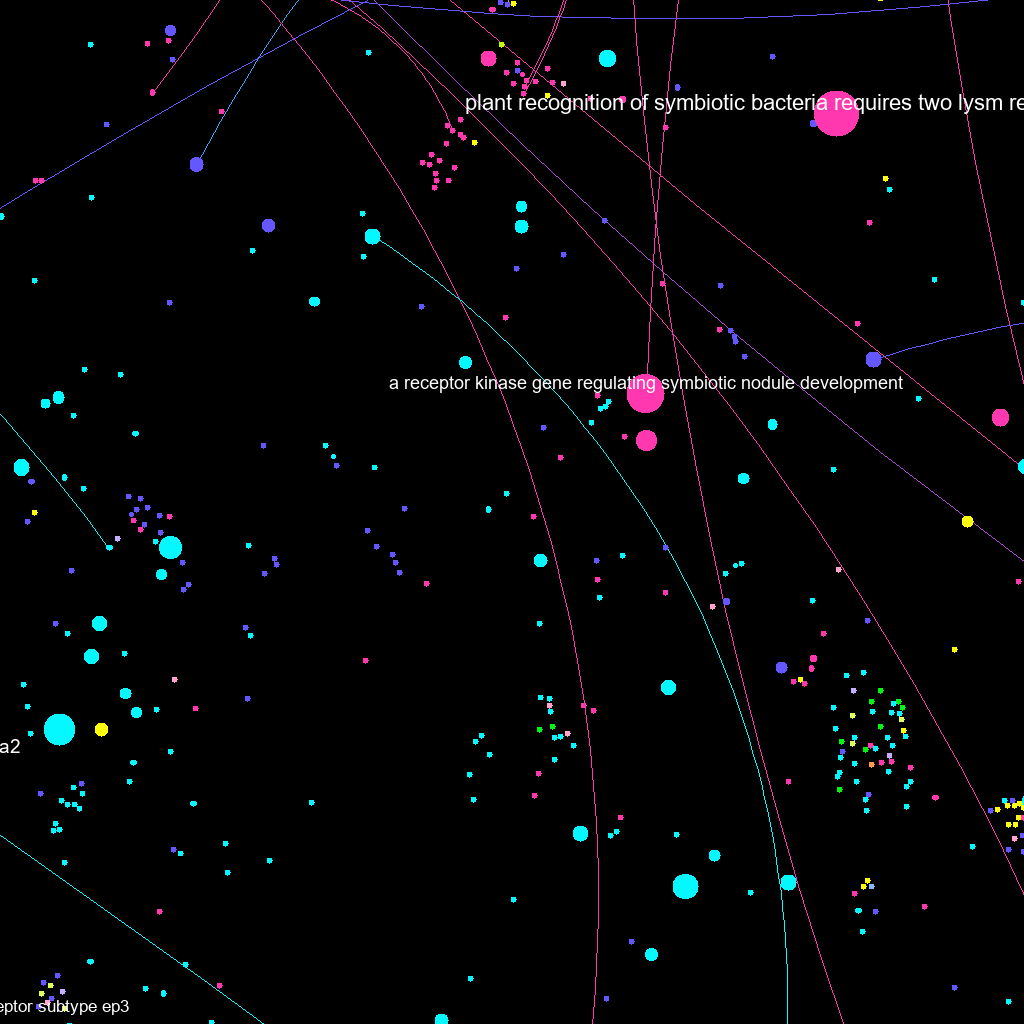 plant recognition of symbiotic bacteria requires two lysm re
a receptor kinase gene regulating symbiotic nodule development
a2
eptor subtype ep3